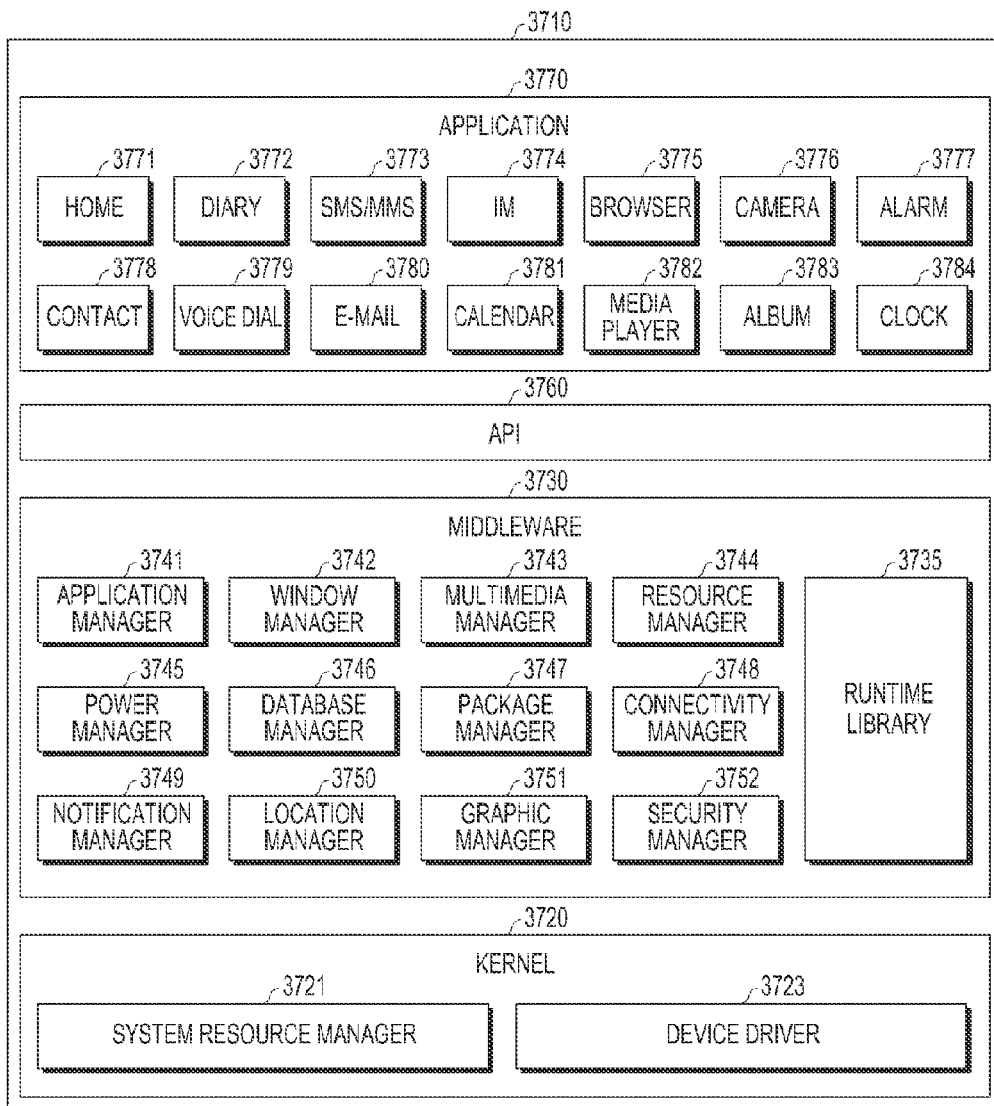 3710
3770
APPLICATION
3771 3772 3773 3774 3775 3776 3777
HOME DIARY SMS/MMS IM BROWSER CAMERA ALARM
3778 3779 3780 3781 3782 3783 3784
CONTACT VOICE DIAL E-MAIL CALENDAR MEDIA PLAYER ALBUM CLOCK
3760
API
3730
MIDDLEWARE
3741 3742 3743 3744 3735
APPLICATION MANAGER WINDOW MANAGER MULTIMEDIA MANAGER RESOURCE MANAGER
3745 3746 3747 3748
POWER MANAGER DATABASE MANAGER PACKAGE MANAGER CONNECTIVITY MANAGER RUNTIME LIBRARY
3749 3750 3751 3752
NOTIFICATION MANAGER LOCATION MANAGER GRAPHIC MANAGER SECURITY MANAGER
3720
KERNEL
3721 3723
SYSTEM RESOURCE MANAGER DEVICE DRIVER